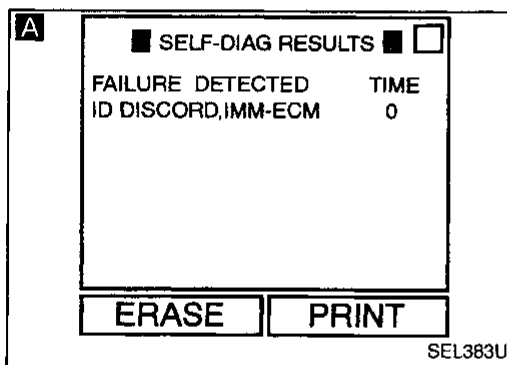 A
SELF-DIAG RESULTS
FAILURE DETECTED TIME
ID DISCORD,IMM-ECM 0
ERASE PRINT
SEL383U